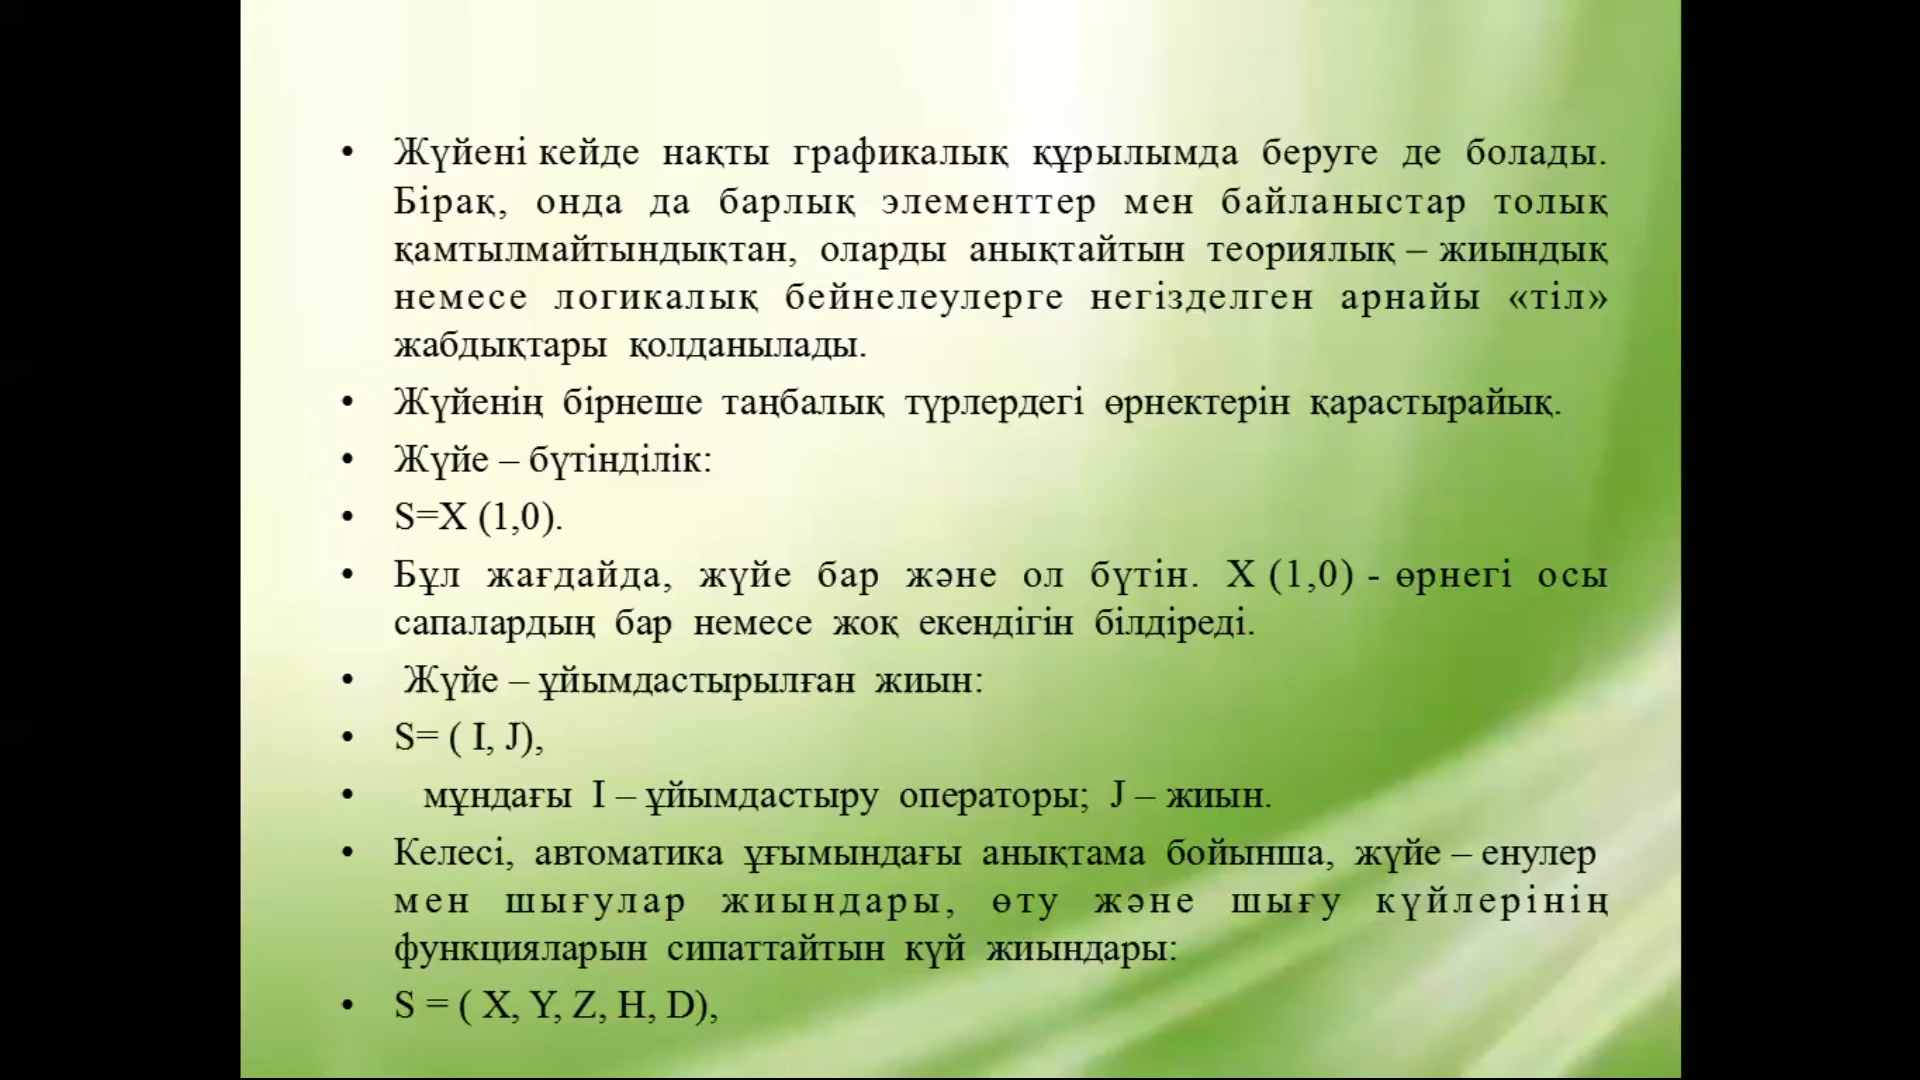 • Жүйені кейде нақты графикалық құрылымда беруге де болады.
Бірақ, онда да барлық элементтер мен байланыстар толық
қамтылмайтындықтан, оларды анықтайтын теориялық – жиындық
немесе логикалық бейнелеулерге негізделген арнайы «тіл»
жабдықтары қолданылады.
• Жүйенің бірнеше таңбалық түрлердегі өрнектерін қарастырайық.
• Жүйе – бүтінділік:
• S=X (1,0).
• Бұл жағдайда, жүйе бар және ол бүтін. X (1,0) - өрнегі осы
сапалардың бар немесе жоқ екендігін білдіреді.
• Жүйе – ұйымдастырылған жиын:
• S= ( I, J),
• мұндағы I – ұйымдастыру операторы; J – жиын.
• Келесі, автоматика ұғымындағы анықтама бойынша, жүйе – енулер
мен шығулар жиындары, өту және шығу күйлерінің
функцияларын сипаттайтын күй жиындары:
• S = ( X, Y, Z, H, D),